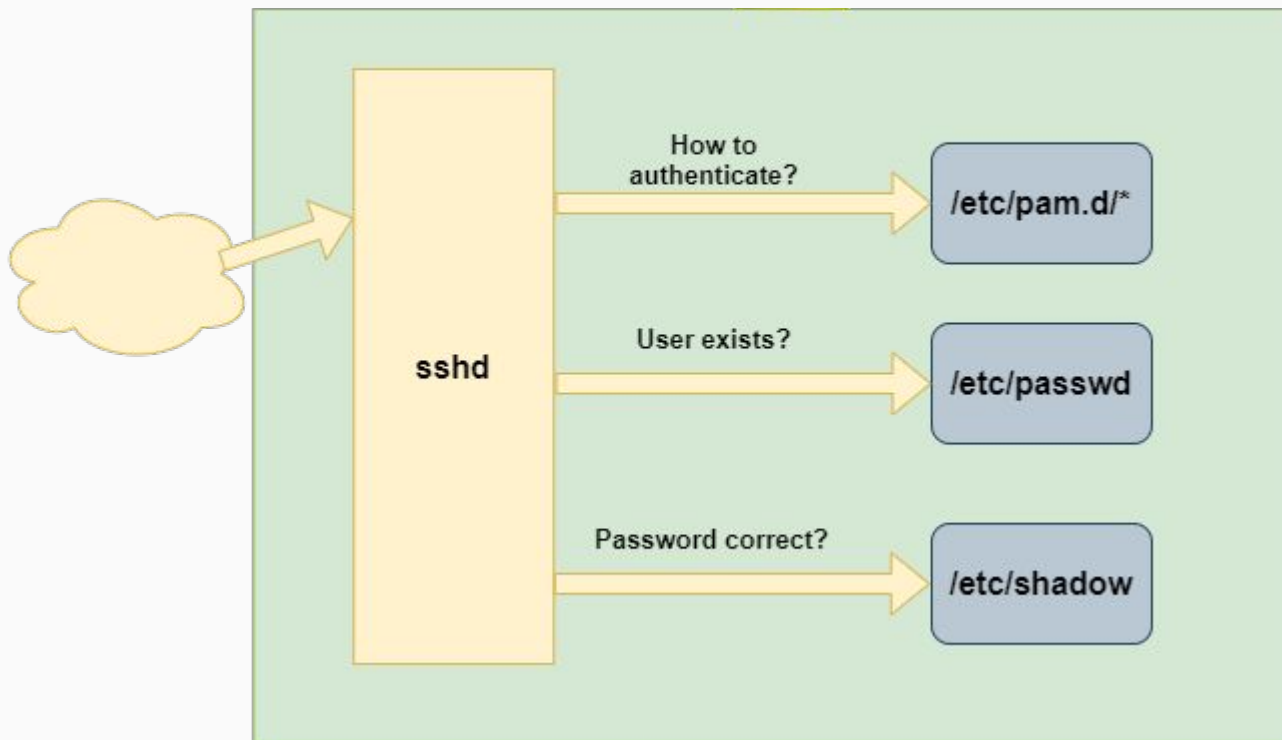 How to
authenticate?
/etc/pam.d/*
sshd
User exists?
/etc/passwd
Password correct?
/etc/shadow